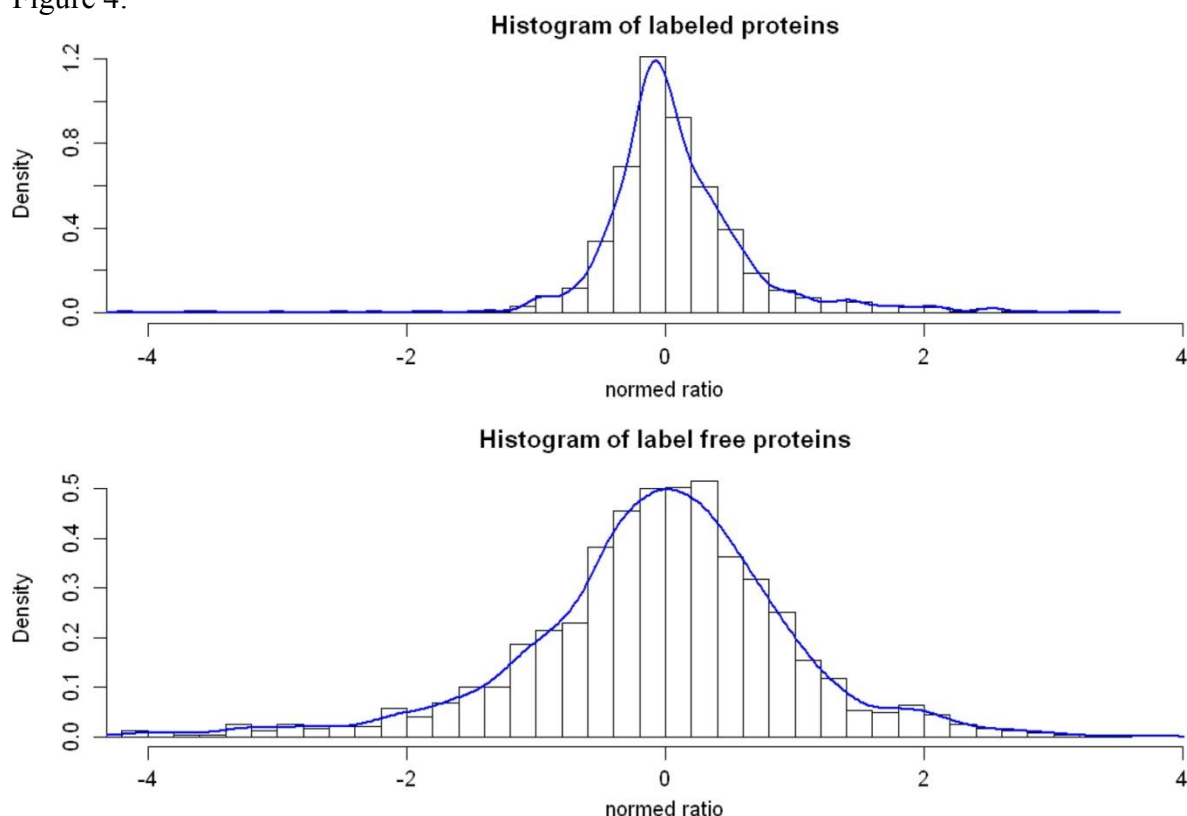 Figure 4.
Histogram of labeled proteins
1.2
0.8
0.4
0.0
Density
-4 -2 0 2 4
normed ratio
Histogram of label free proteins
0.5
0.4
0.3
0.2
0.1
0.0
Density
-4 -2 0 2 4
normed ratio